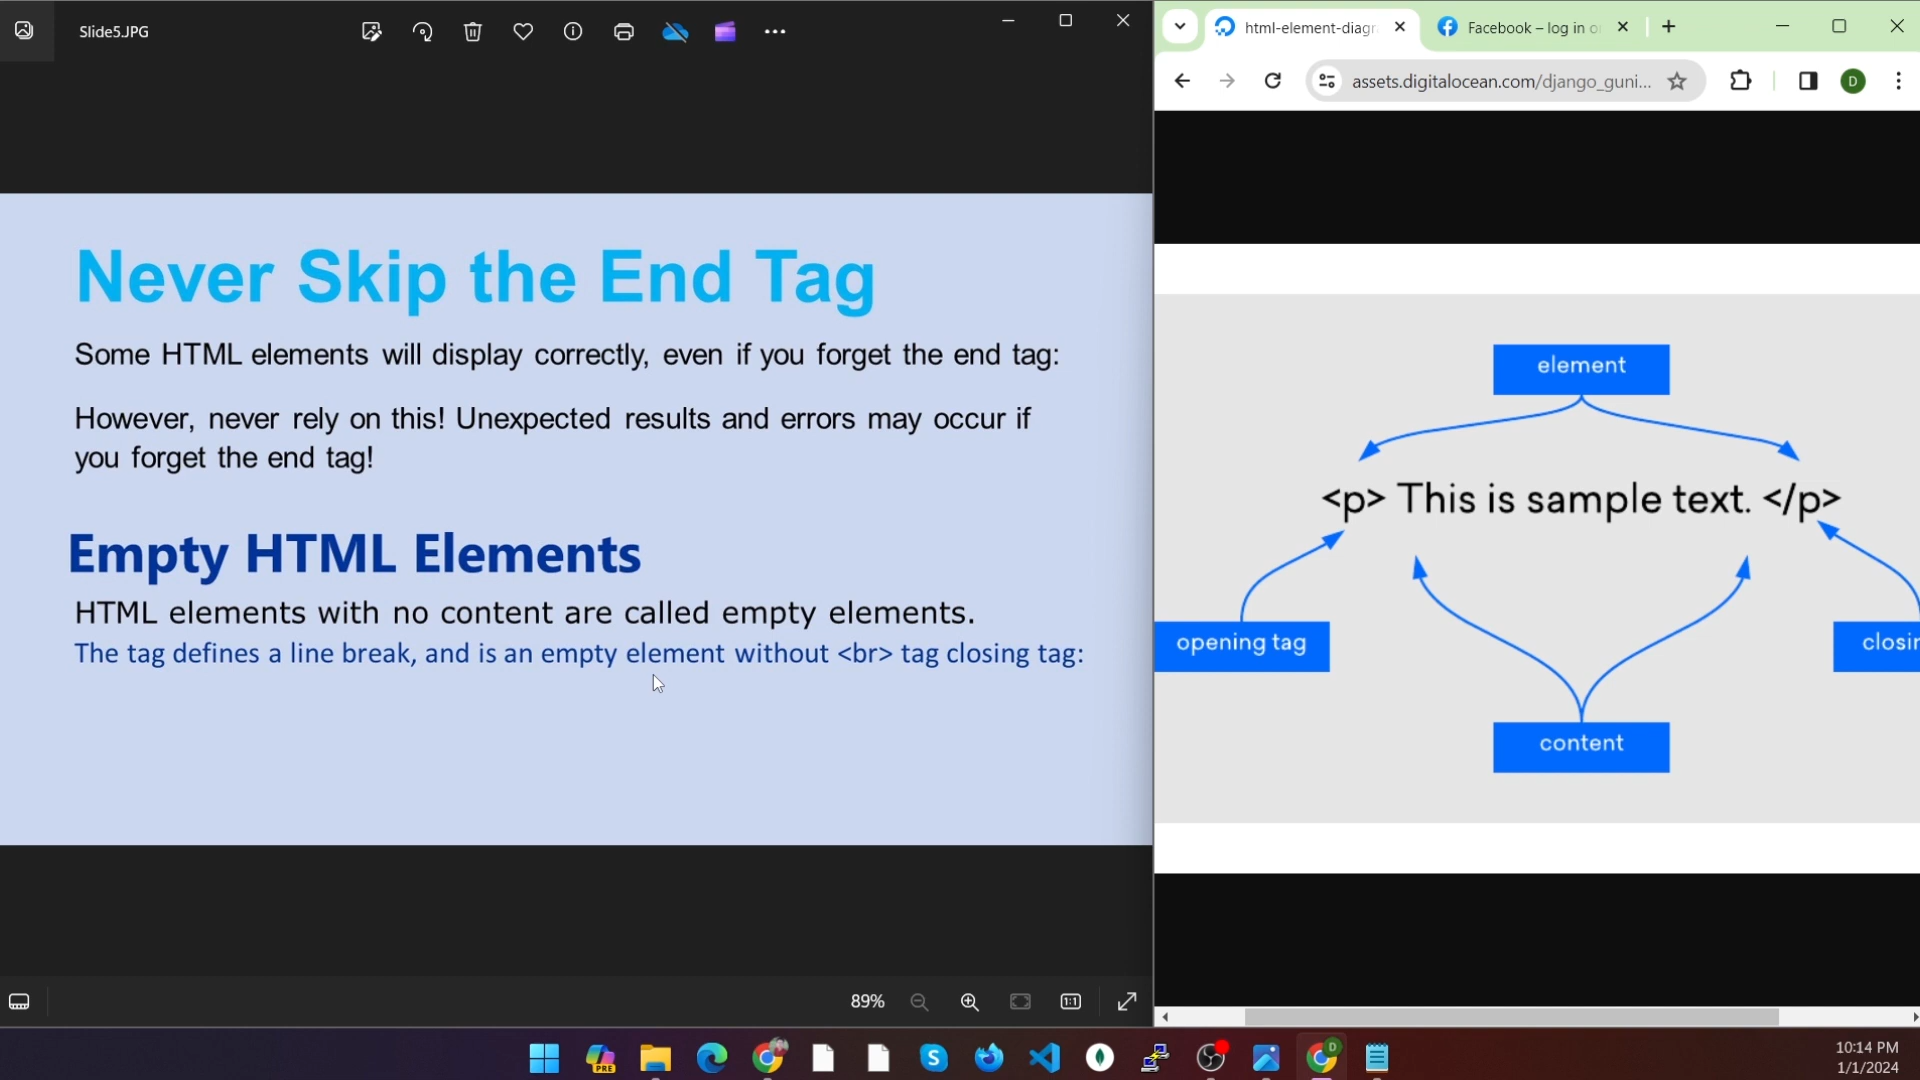 Slide5.JPG
Never Skip the End Tag
Some HTML elements will display correctly, even if you forget the end tag:
However, never rely on this! Unexpected results and errors may occur if
you forget the end tag!
Empty HTML Elements
HTML elements with no content are called empty elements.
The tag defines a line break, and is an empty element without <br> tag closing tag:
89%
1:1
html-element-diagr
Facebook – log in o
assets.digitalocean.com/django_guni...
D
element
<p> This is sample text. </p>
opening tag
closin
content
PRE
S
D
10:14 PM
1/1/2024